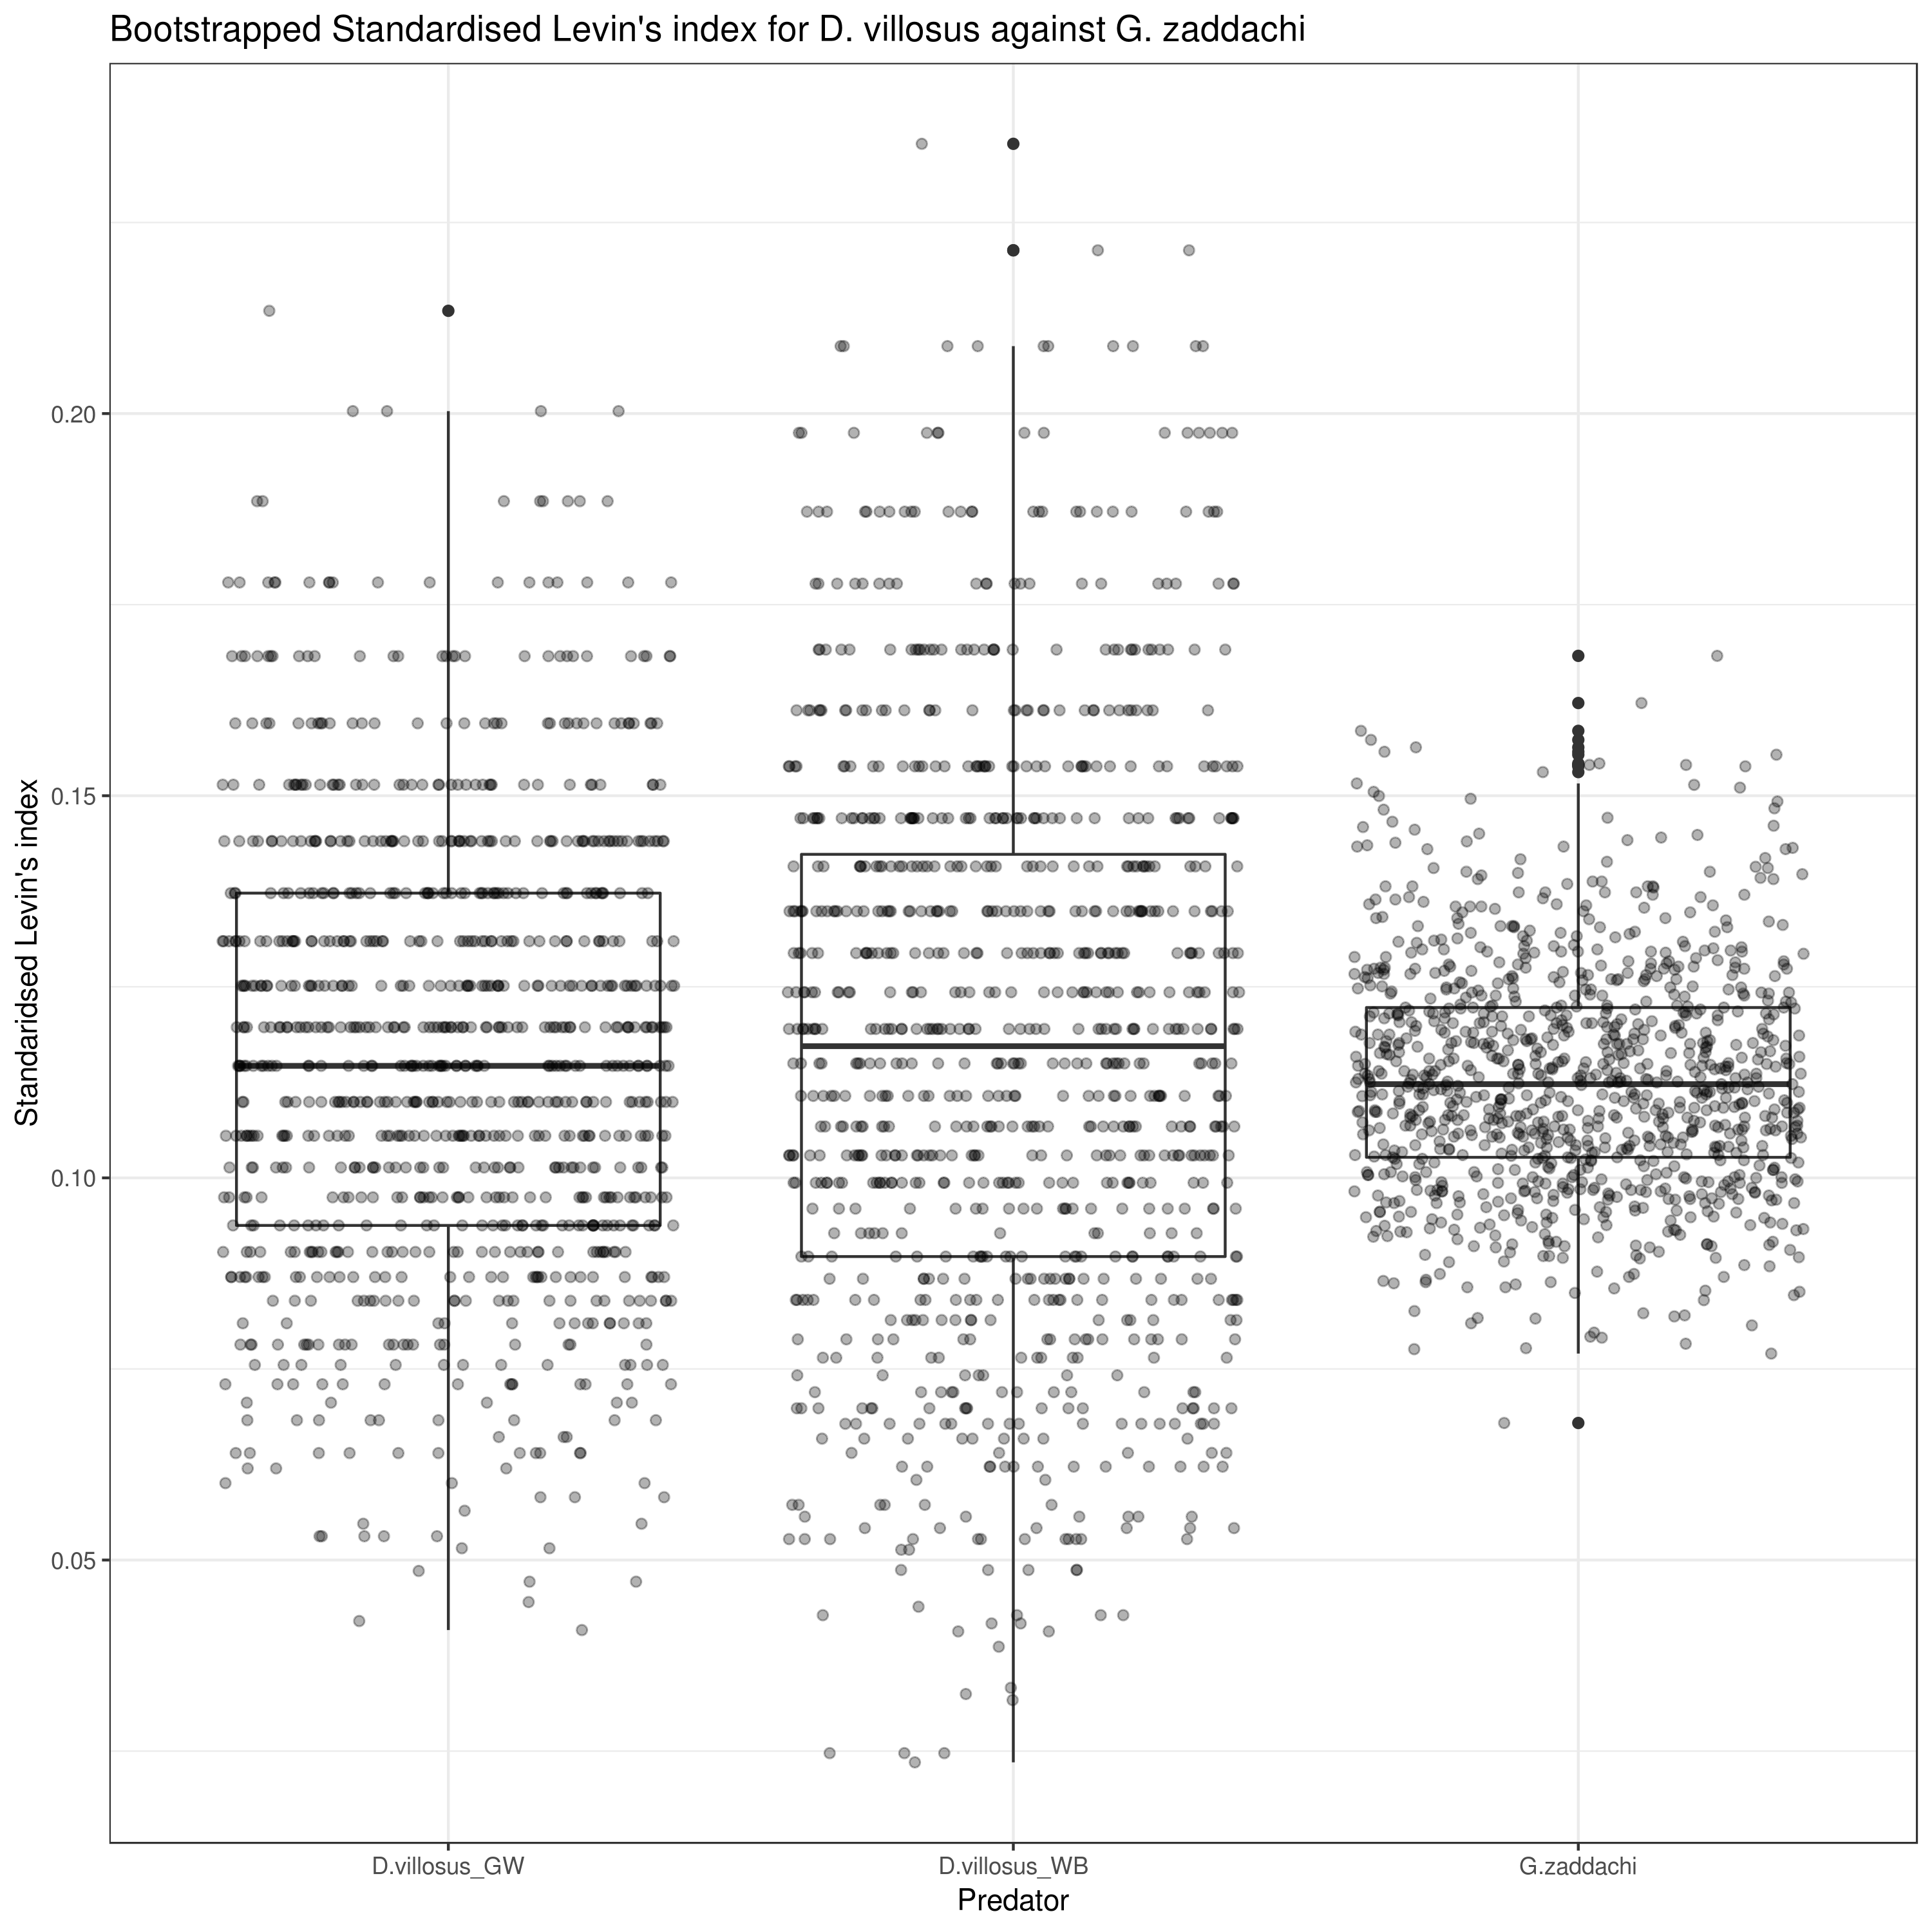 Bootstrapped Standardised Levin's index for D. villosus against G. zaddachi
Standaridsed Levin's index
0.20
0.15
0.10
0.05
D.villosus_GW
D.villosus_WB
G.zaddachi
Predator